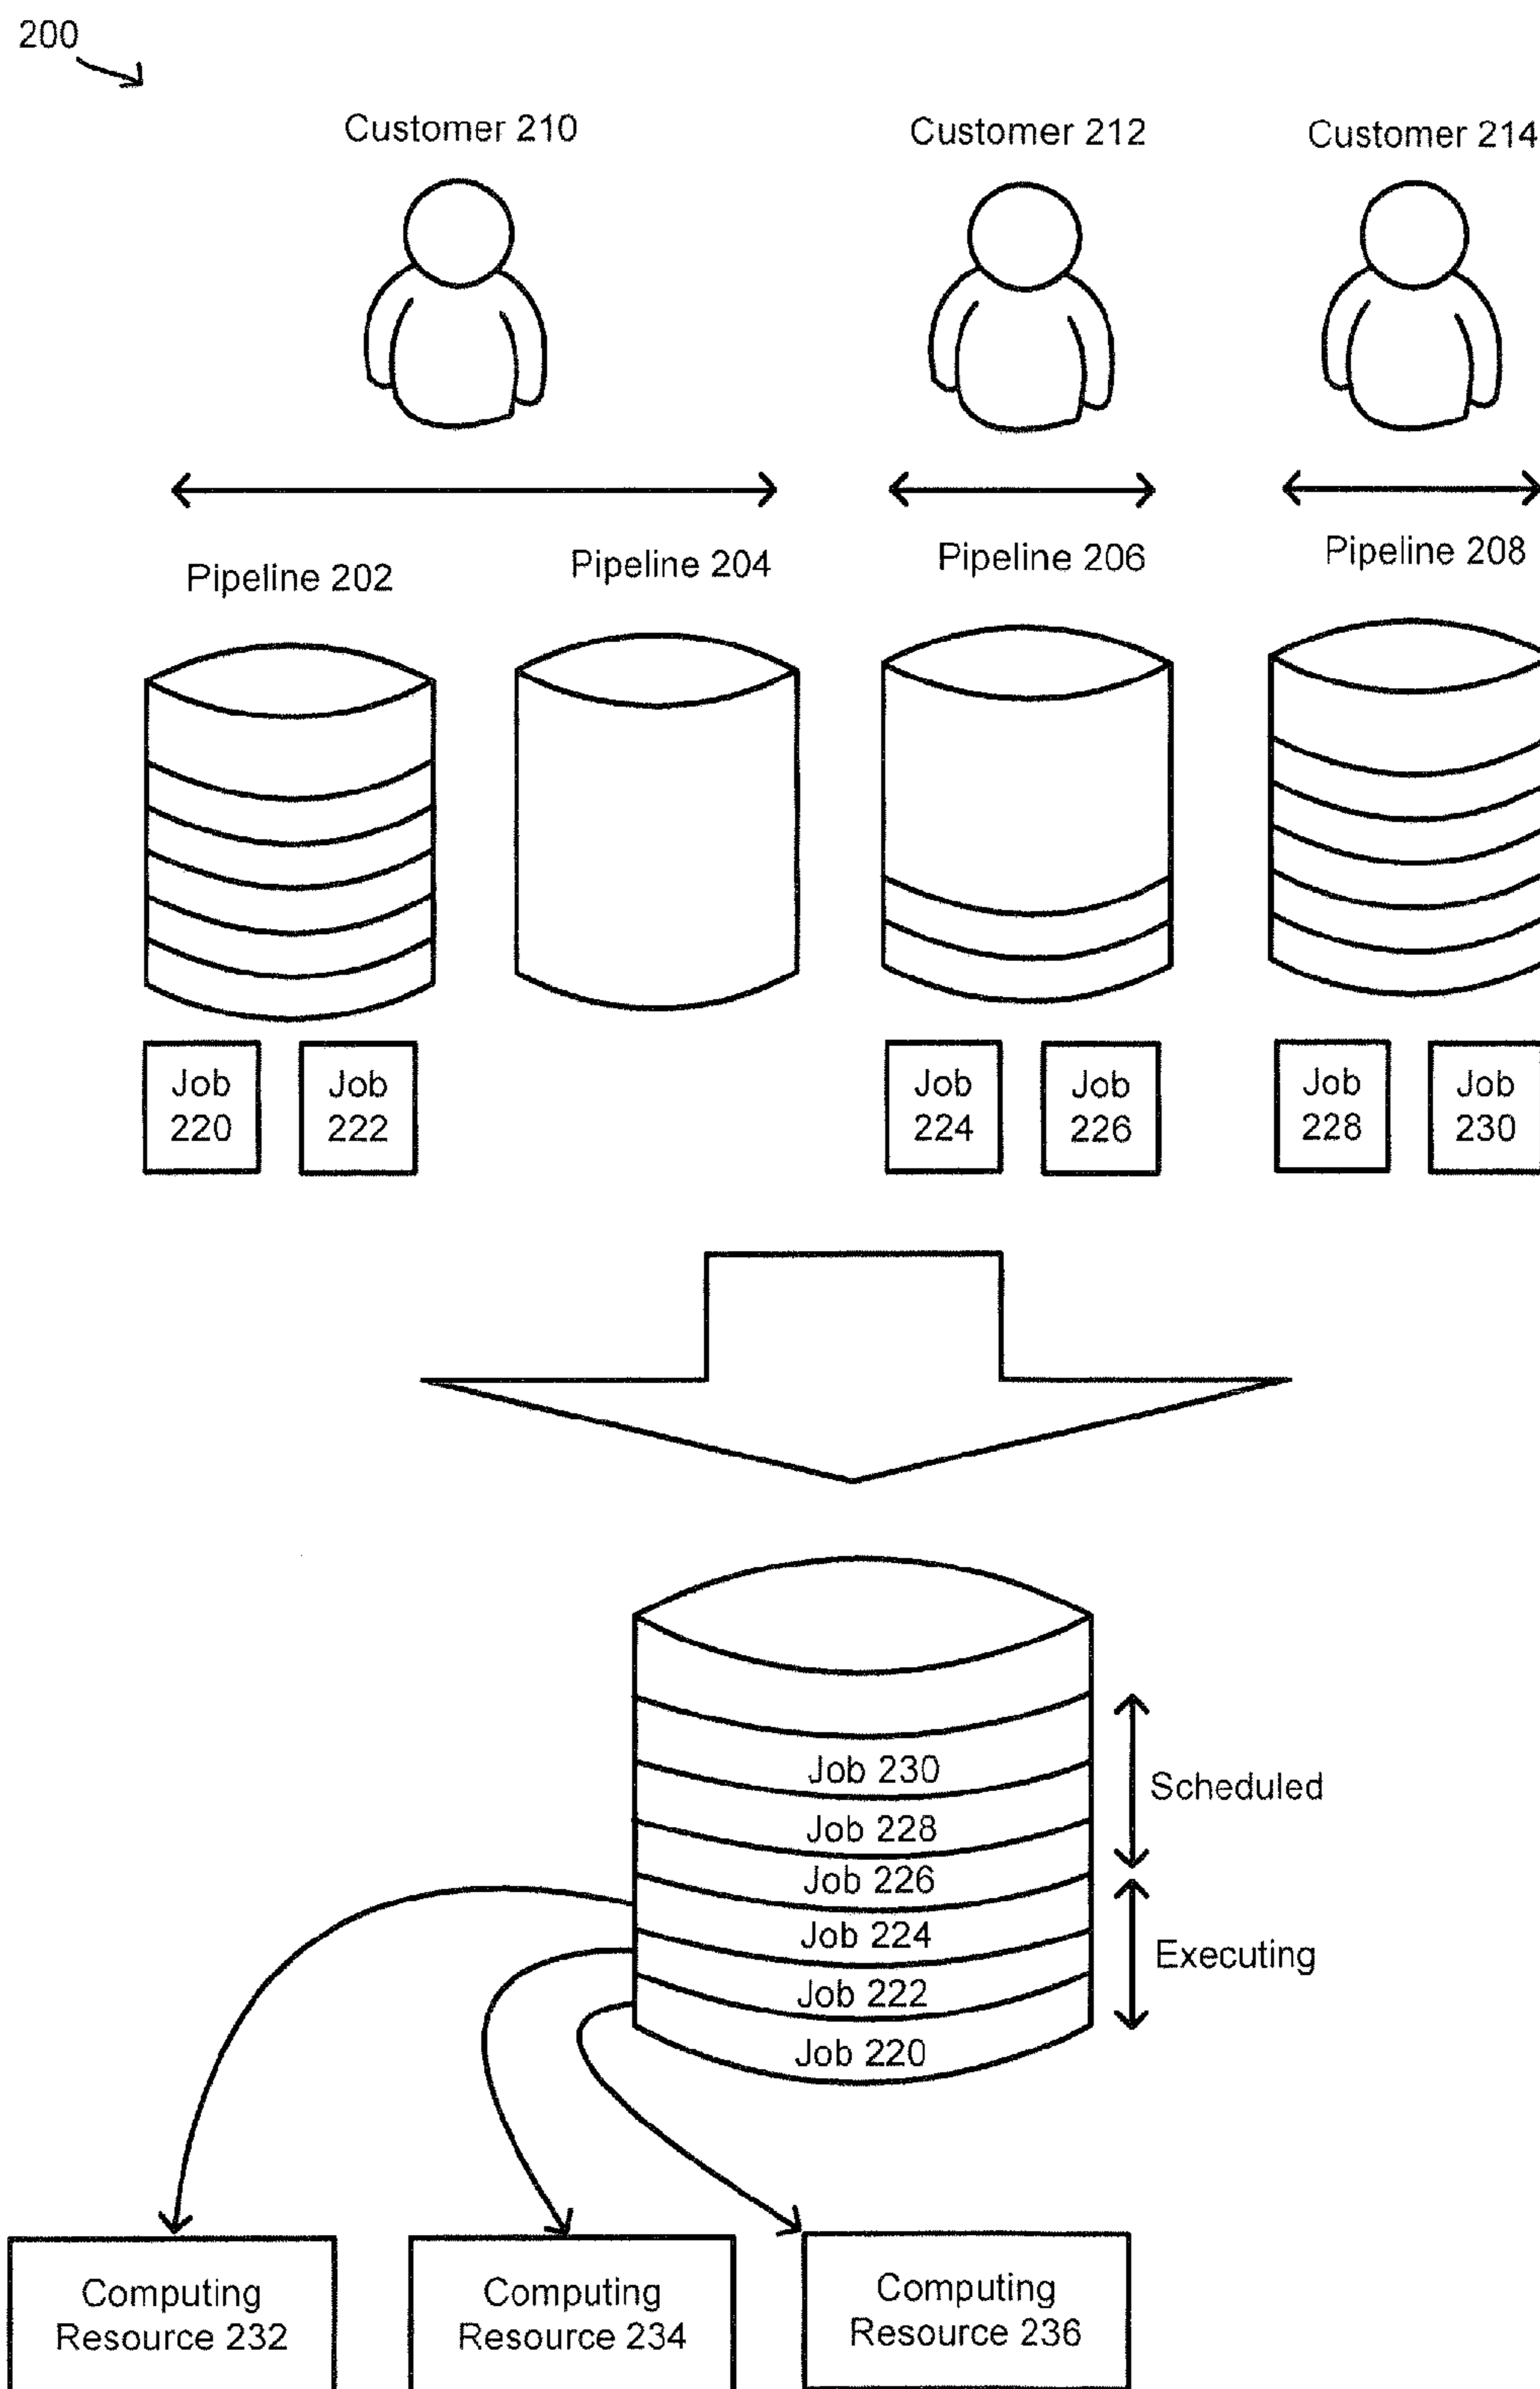 200
Customer 210
Customer 212
Customer 214
Pipeline 202
Pipeline 204
Pipeline 206
Pipeline 208
Job
220
Job
222
Job
224
Job
226
Job
228
Job
230
Job 230
Scheduled
Job 228
Job 226
Job 224
Executing
Job 222
Job 220
Computing
Resource 232
Computing
Resource 234
Computing
Resource 236